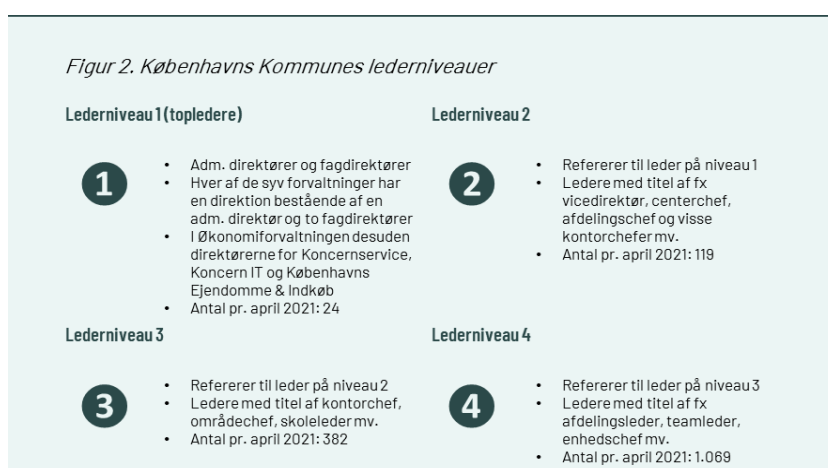 Figur 2. Københavns Kommunes lederniveauer
Lederniveau 1 (topledere)
1
• Adm. direktører og fagdirektører
• Hver af de syv forvaltninger har
en direktion bestående af en
adm. direktør og to fagdirektører
• I Økonomiforvaltningen desuden
direktørerne for Koncernservice,
Koncern IT og Københavns
Ejendomme & Indkøb
• Antal pr. april 2021: 24
Lederniveau 2
2
• Refererer til leder på niveau 1
• Ledere med titel af fx
vicedirektør, centerchef,
afdelingschef og visse
kontorchefer mv.
• Antal pr. april 2021: 119
Lederniveau 3
3
• Refererer til leder på niveau 2
• Ledere med titel af kontorchef,
områdechef, skoleleder mv.
• Antal pr. april 2021: 382
Lederniveau 4
4
• Refererer til leder på niveau 3
• Ledere med titel af fx
afdelingsleder, teamleder,
enhedschef mv.
• Antal pr. april 2021: 1.069